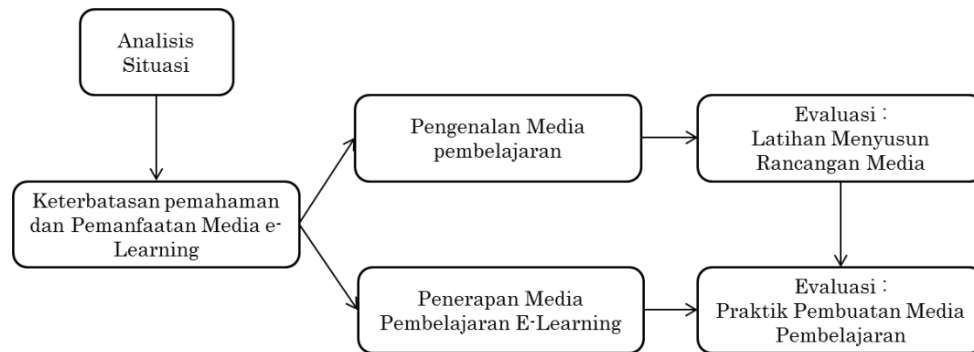 Analisis
Situasi
Keterbatasan pemahaman
dan Pemanfaatan Media e-
Learning
Pengenalan Media
pembelajaran
Evaluasi :
Latihan Menyusun
Rancangan Media
Penerapan Media
Pembelajaran E-Learning
Evaluasi :
Praktik Pembuatan Media
Pembelajaran